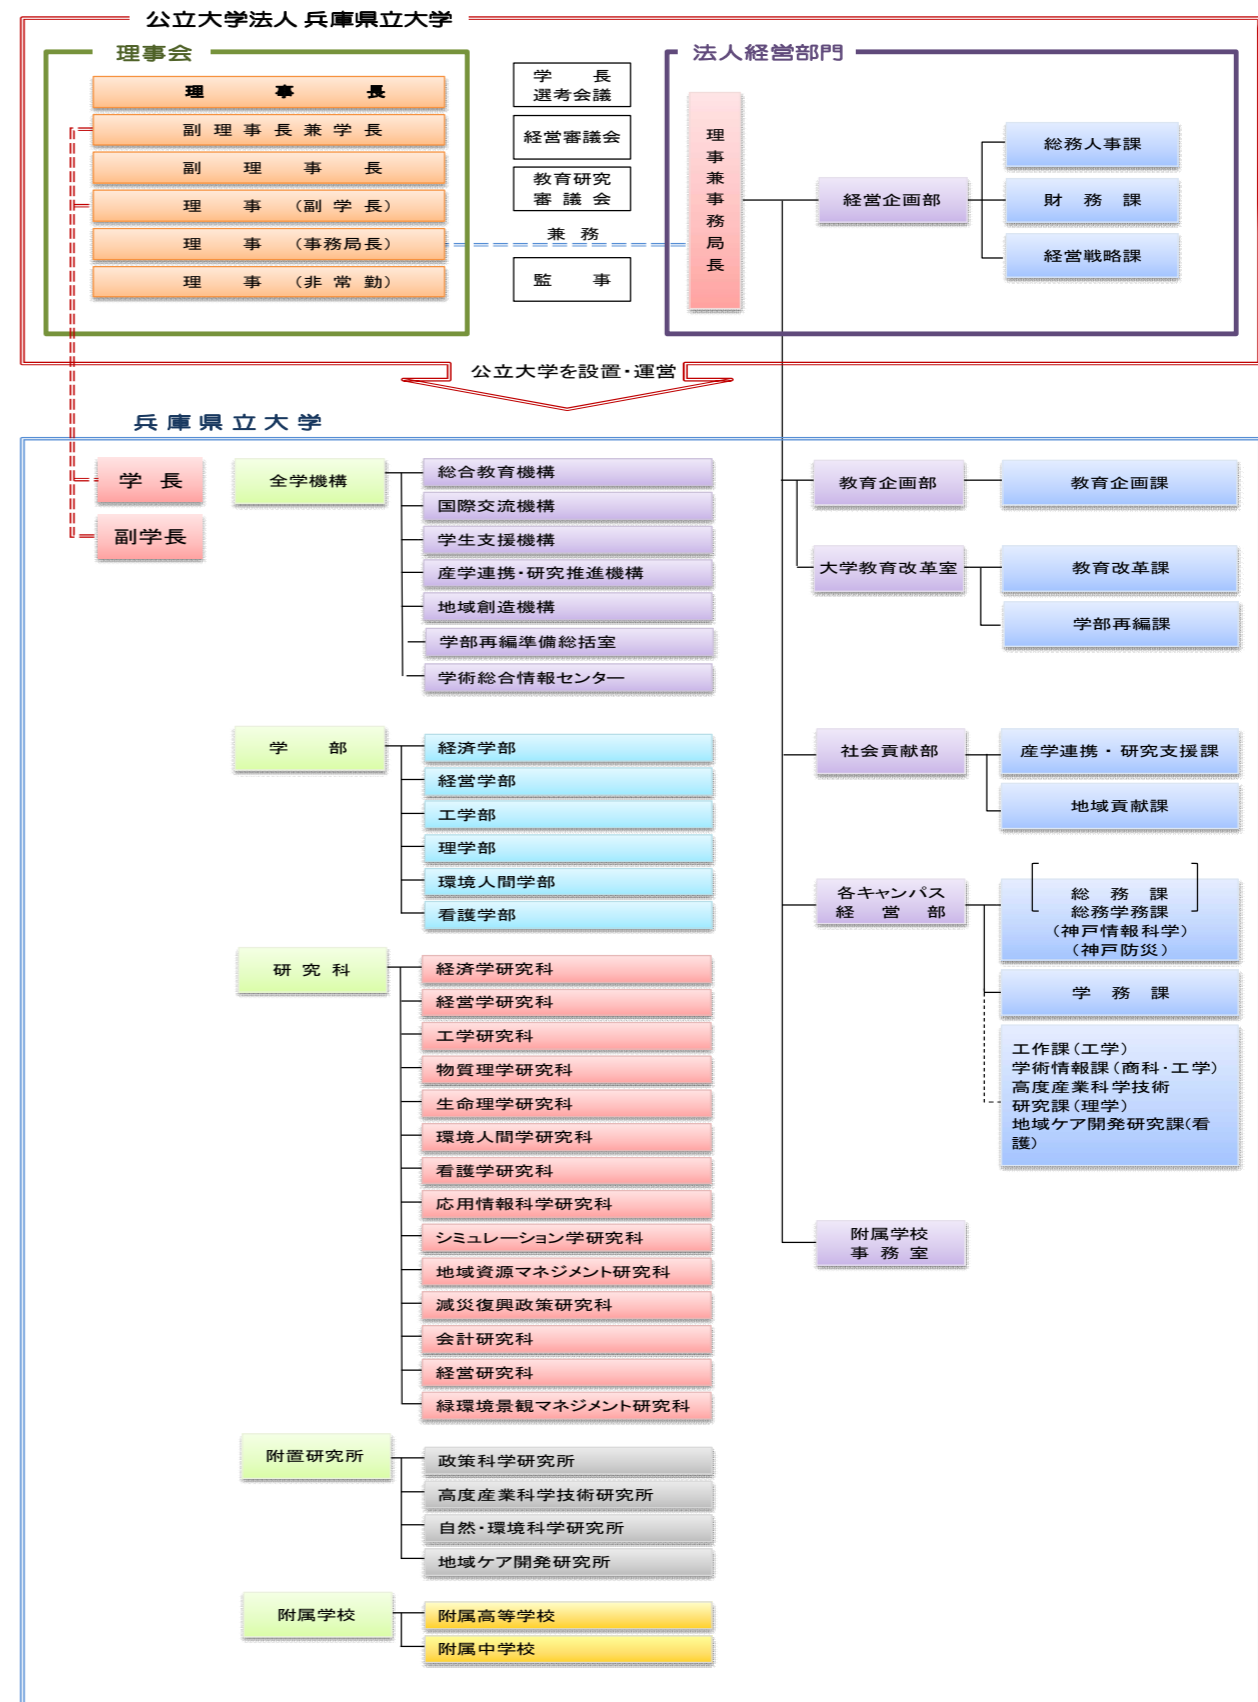 公立大学法人 兵庫県立大学
理事会
理事長
副理事長兼学長
副理事長
理事(副学長)
理事(事務局長)
理事(非常勤)
学長
選考会議
経営審議会
教育研究
審議会
兼務
監事
法人経営部門
理事兼事務局長
経営企画部
総務人事課
財務課
経営戦略課
公立大学を設置・運営
兵庫県立大学
学長
副学長
全学機構
総合教育機構
国際交流機構
学生支援機構
産学連携・研究推進機構
地域創造機構
学部再編準備総括室
学術総合情報センター
学部
経済学部
経営学部
工学部
理学部
環境人間学部
看護学部
研究科
経済学研究科
経営学研究科
工学研究科
物質理学研究科
生命理学研究科
環境人間学研究科
看護学研究科
応用情報科学研究科
シミュレーション学研究科
地域資源マネジメント研究科
減災復興政策研究科
会計研究科
経営研究科
緑環境景観マネジメント研究科
附置研究所
政策科学研究所
高度産業科学技術研究所
自然・環境科学研究所
地域ケア開発研究所
附属学校
附属高等学校
附属中学校
教育企画部
教育企画課
大学教育改革室
教育改革課
学部再編課
社会貢献部
産学連携・研究支援課
地域貢献課
各キャンパス
経営部
総務課
総務学務課
(神戸情報科学)
(神戸防災)
学務課
工作課(工学)
学術情報課(商科・工学)
高度産業科学技術
研究課(理学)
地域ケア開発研究課(看
護)
附属学校
事務室